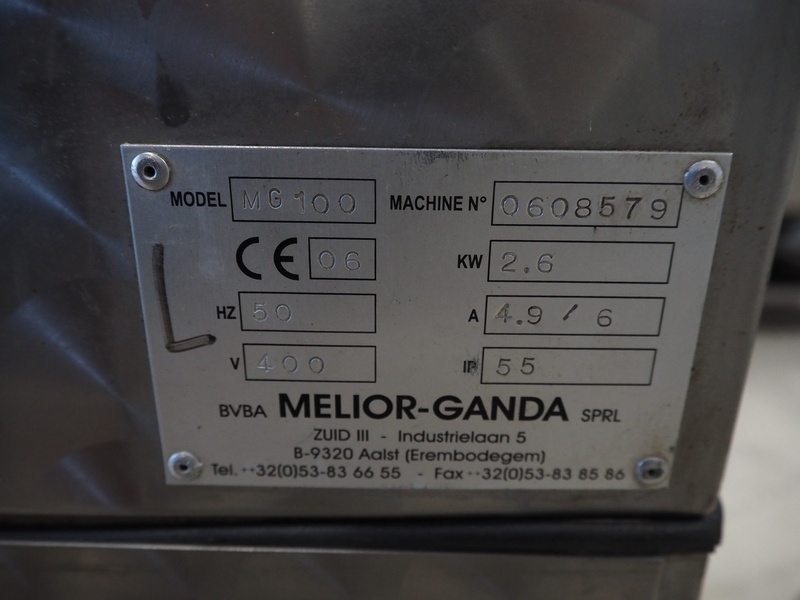 MODEL MG100 MACHINE N° 0608579
CE 06 KW 2.6
HZ 50 A 4.9 / 6
V 400 IP 55
BVBA MELIOR-GANDA SPRL
ZUID III - Industrielaan 5
B-9320 Aalst (Erembodegem)
Tel. ++32(0)53-83 66 55 - Fax ++32(0)53-83 85 86